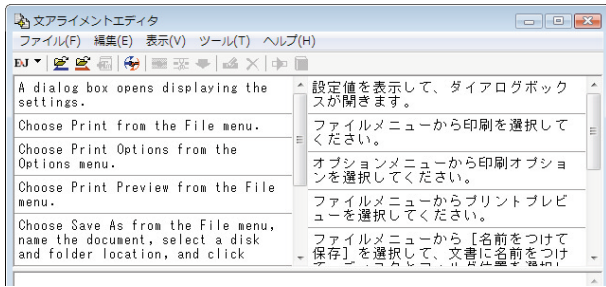 文アライメントエディタ
ファイル(F) 編集(E) 表示(V) ツール(T) ヘルプ(H)
EJ
A dialog box opens displaying the
settings.
Choose Print from the File menu.
Choose Print Options from the
Options menu.
Choose Print Preview from the File
menu.
Choose Save As from the File menu,
name the document, select a disk
and folder location, and click
設定値を表示して、ダイアログボック
スが開きます。
ファイルメニューから印刷を選択して
ください。
オプションメニューから印刷オプショ
ンを選択してください。
ファイルメニューからプリントプレビ
ューを選択してください。
ファイルメニューから [名前をつけて
保存] を選択して、文書に名前をつけ